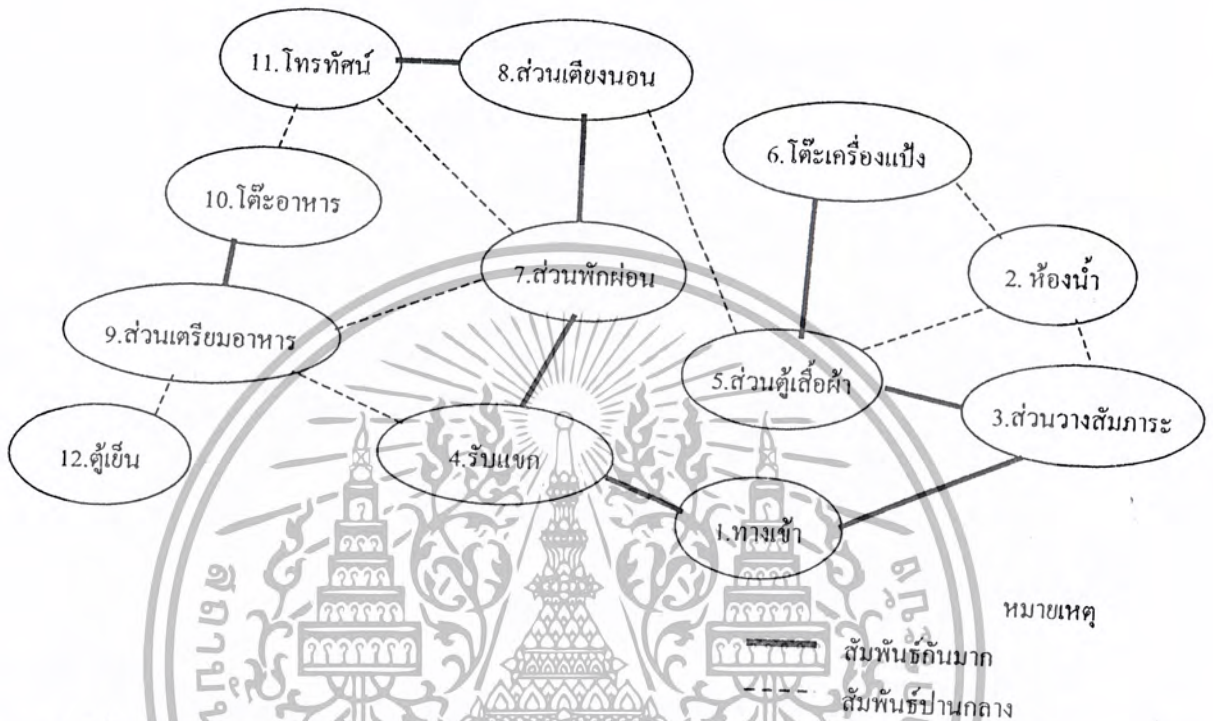 11.โทรทัศน์
8.ส่วนเตียงนอน
6.โต๊ะเครื่องแป้ง
10.โต๊ะอาหาร
2. ห้องน้ำ
7.ส่วนพักผ่อน
9.ส่วนเตรียมอาหาร
5.ส่วนตู้เสื้อผ้า
3.ส่วนวางสัมภาระ
12.ตู้เย็น
4.รับแขก
1.ทางเข้า
หมายเหตุ
สัมพันธ์กันมาก
สัมพันธ์ปานกลาง